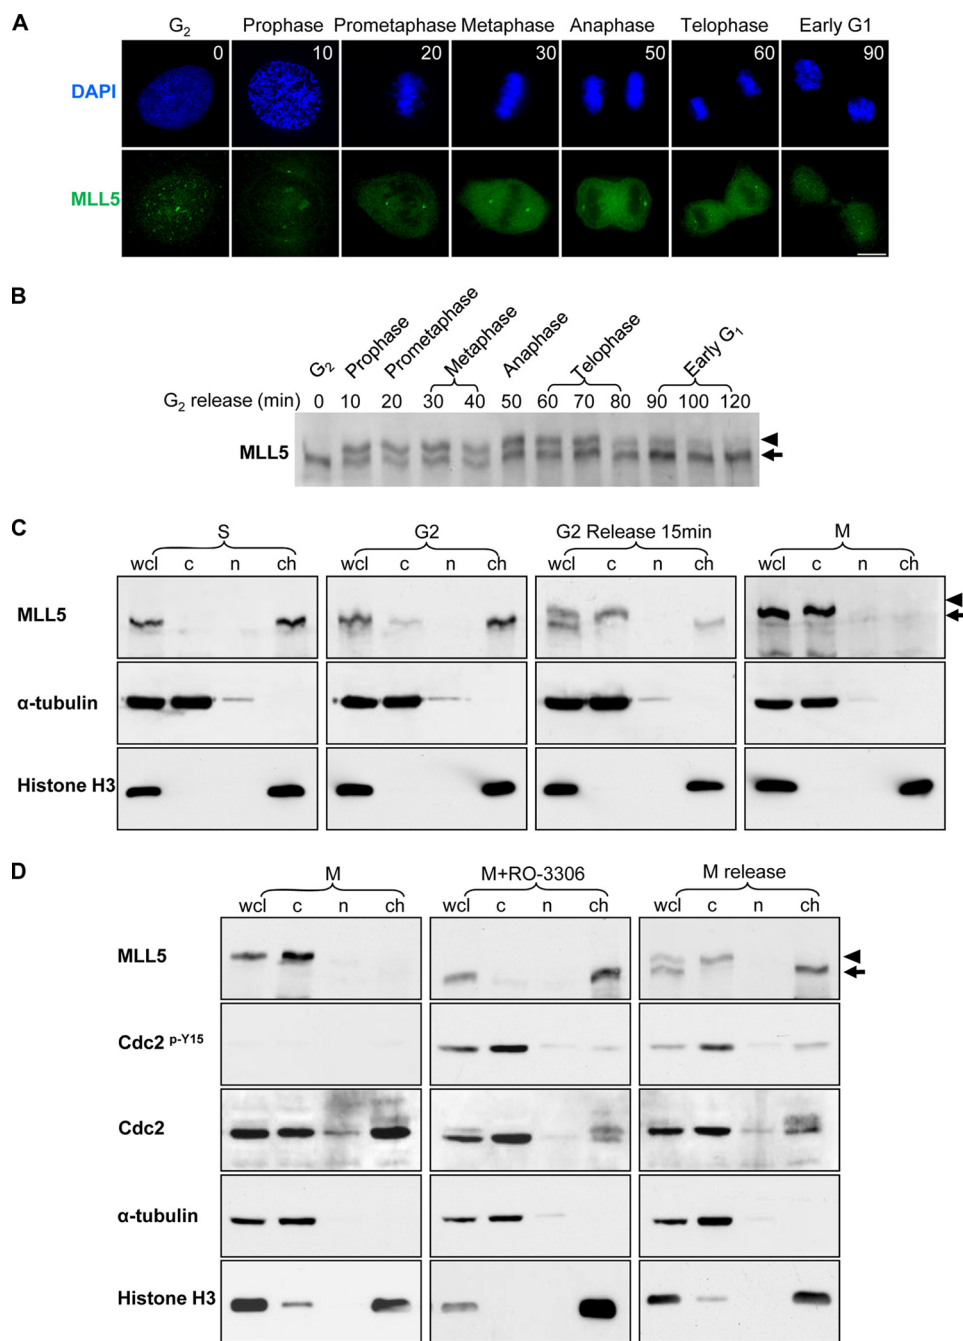 A
G2 Prophase Prometaphase Metaphase Anaphase Telophase Early G1
DAPI 0 10 20 30 50 60 90
MLL5
B
G2 Prophase Prometaphase Metaphase Anaphase Telophase Early G1
G2 release (min) 0 10 20 30 40 50 60 70 80 90 100 120
MLL5
C
S G2 G2 Release 15min M
wcl c n ch wcl c n ch wcl c n ch wcl c n ch
MLL5
α-tubulin
Histone H3
D
M M+RO-3306 M release
wcl c n ch wcl c n ch wcl c n ch
MLL5
Cdc2 p-Y15
Cdc2
α-tubulin
Histone H3